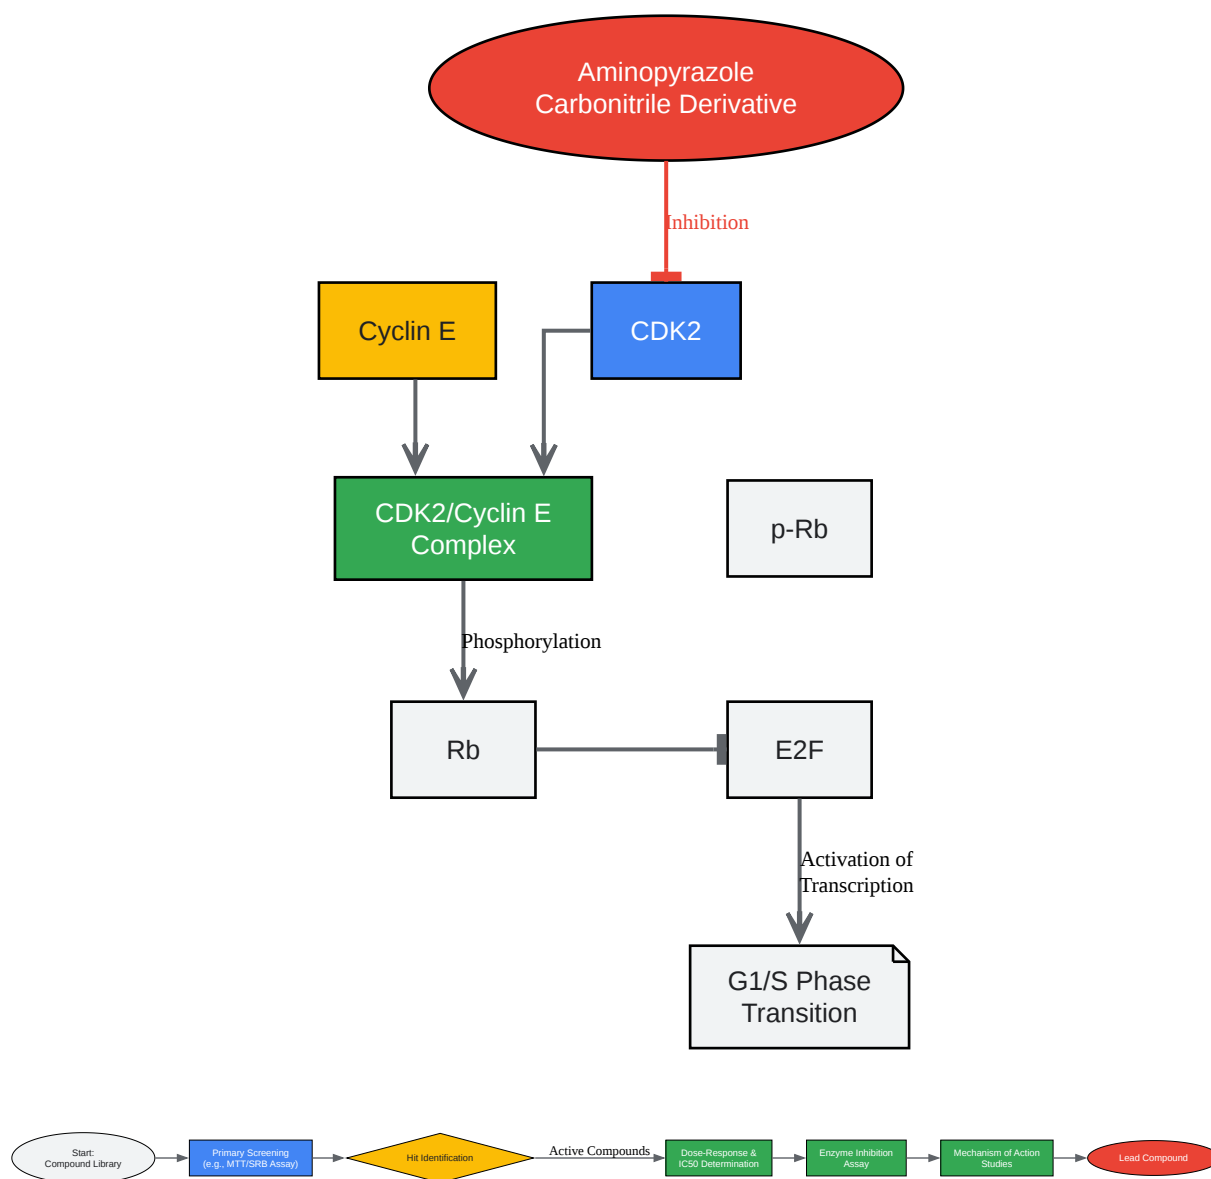 Aminopyrazole
Carbonitrile Derivative
Inhibition
Cyclin E
CDK2
CDK2/Cyclin E
Complex
p-Rb
Phosphorylation
Rb
E2F
Activation of
Transcription
G1/S Phase
Transition
Start:
Compound Library
Primary Screening
(e.g., MTT/SRB Assay)
Hit Identification
Active Compounds
Dose-Response &
IC50 Determination
Enzyme Inhibition
Assay
Mechanism of Action
Studies
Lead Compound